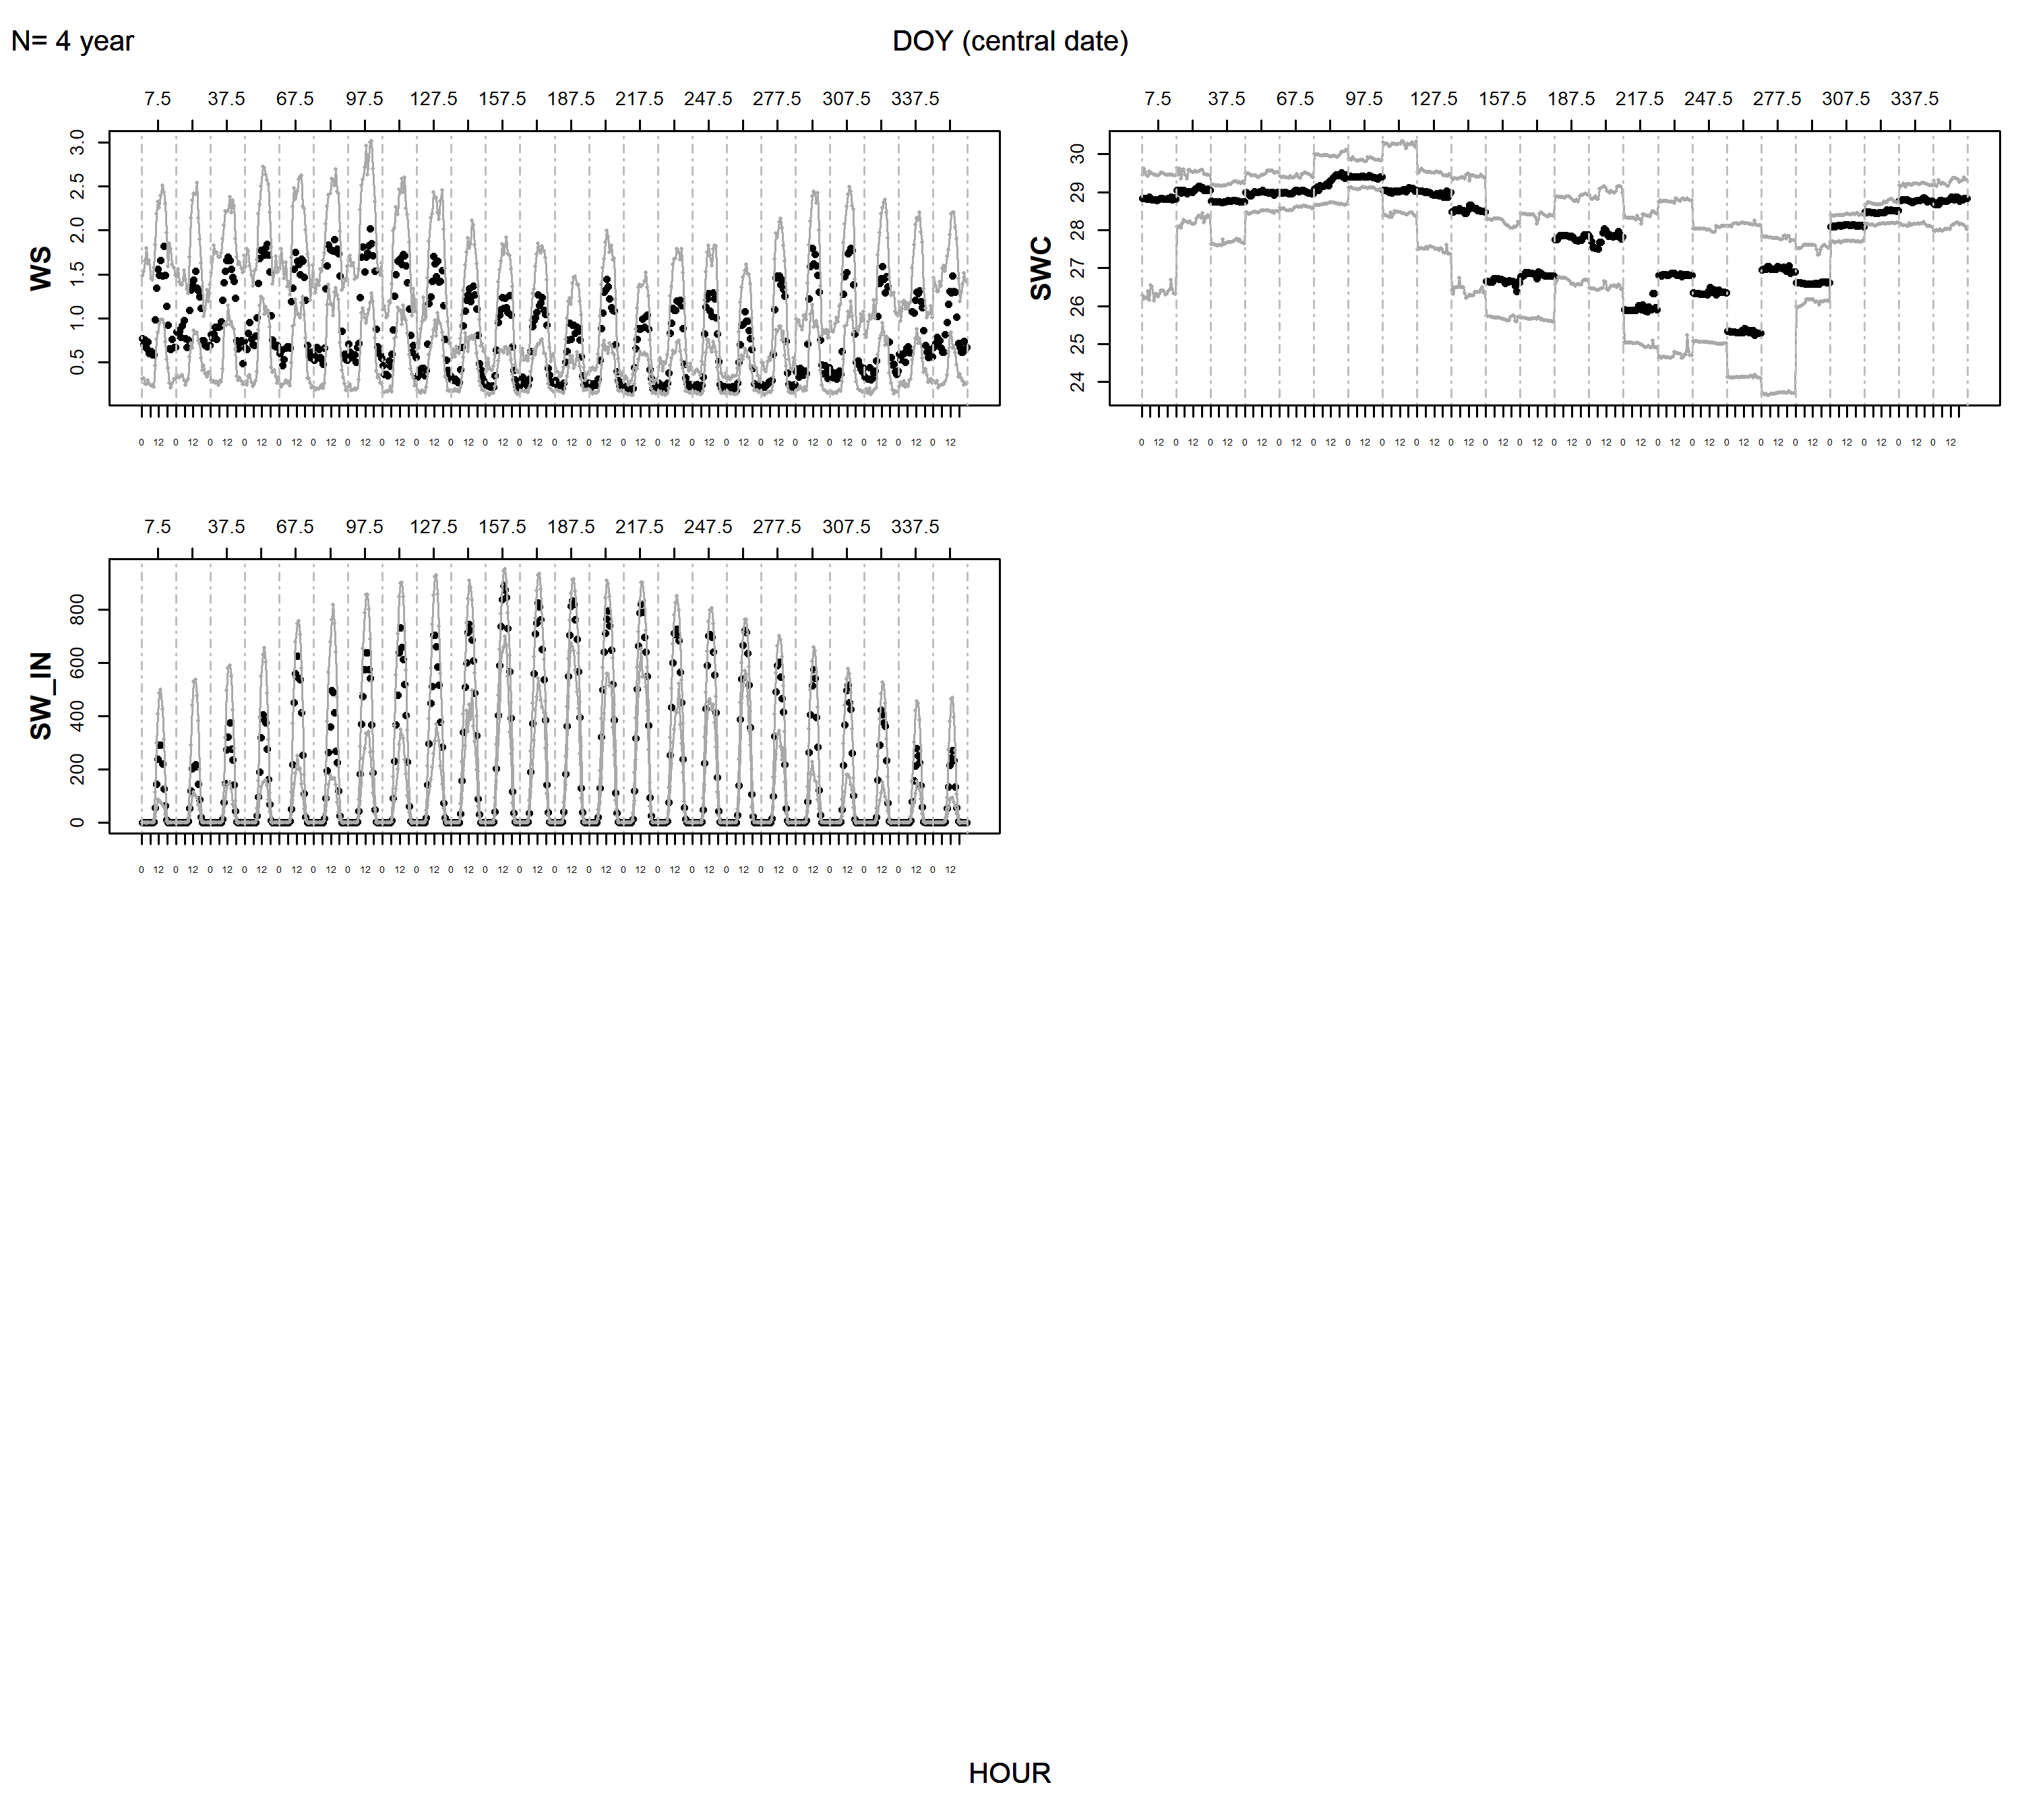 N= 4 year
DOY (central date)
7.5 37.5 67.5 97.5 127.5 157.5 187.5 217.5 247.5 277.5 307.5 337.5
WS
3.0
2.5
2.0
1.5
1.0
0.5
0 12 0 12 0 12 0 12 0 12 0 12 0 12 0 12 0 12 0 12 0 12 0 12 0 12 0 12 0 12 0 12 0 12 0 12 0 12 0 12 0 12 0 12 0 12 0 12
7.5 37.5 67.5 97.5 127.5 157.5 187.5 217.5 247.5 277.5 307.5 337.5
SWC
30
29
28
27
26
25
24
0 12 0 12 0 12 0 12 0 12 0 12 0 12 0 12 0 12 0 12 0 12 0 12 0 12 0 12 0 12 0 12 0 12 0 12 0 12 0 12 0 12 0 12 0 12 0 12
7.5 37.5 67.5 97.5 127.5 157.5 187.5 217.5 247.5 277.5 307.5 337.5
SW_IN
800
600
400
200
0
0 12 0 12 0 12 0 12 0 12 0 12 0 12 0 12 0 12 0 12 0 12 0 12 0 12 0 12 0 12 0 12 0 12 0 12 0 12 0 12 0 12 0 12 0 12 0 12
HOUR